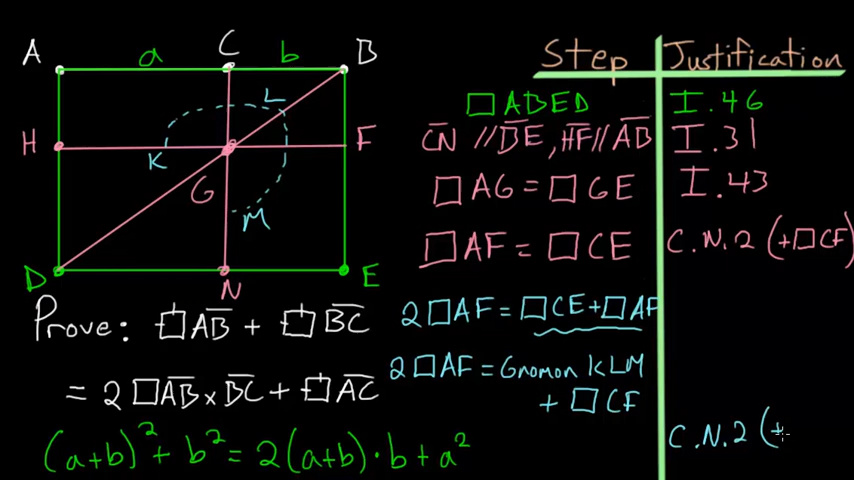 A a C b B
H K L G M F
D N E
Step Justification
□ABED I.46
CN // BE, HF // AB I.31
□AG = □GE I.43
□AF = □CE C.N.2 (+□CF)
2□AF = □CE + □AF
2□AF = Gnomon KLM
+ □CF
C.N.2 (+
Prove: □AB + □BC
= 2□AB × BC + □AC
(a+b)² + b² = 2(a+b)·b + a²